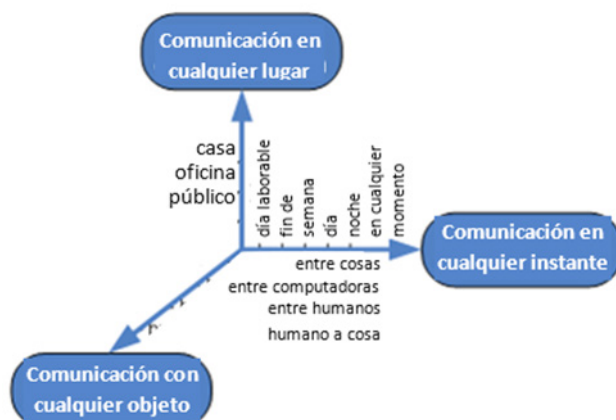 Comunicación en
cualquier lugar
casa
oficina
público
día laborable
fin de
semana
día
noche
en cualquier
momento
Comunicación en
cualquier instante
entre cosas
entre computadoras
entre humanos
humano a cosa
Comunicación con
cualquier objeto